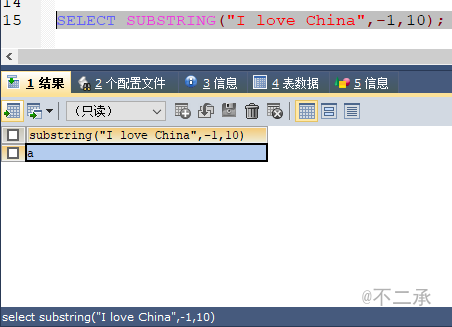 14
15 SELECT SUBSTRING("I love China",-1,10);
1 结果 2 个配置文件 3 信息 4 表数据 5 信息
（只读）
substring("I love China",-1,10)
a
@不二承
select substring("I love China",-1,10)